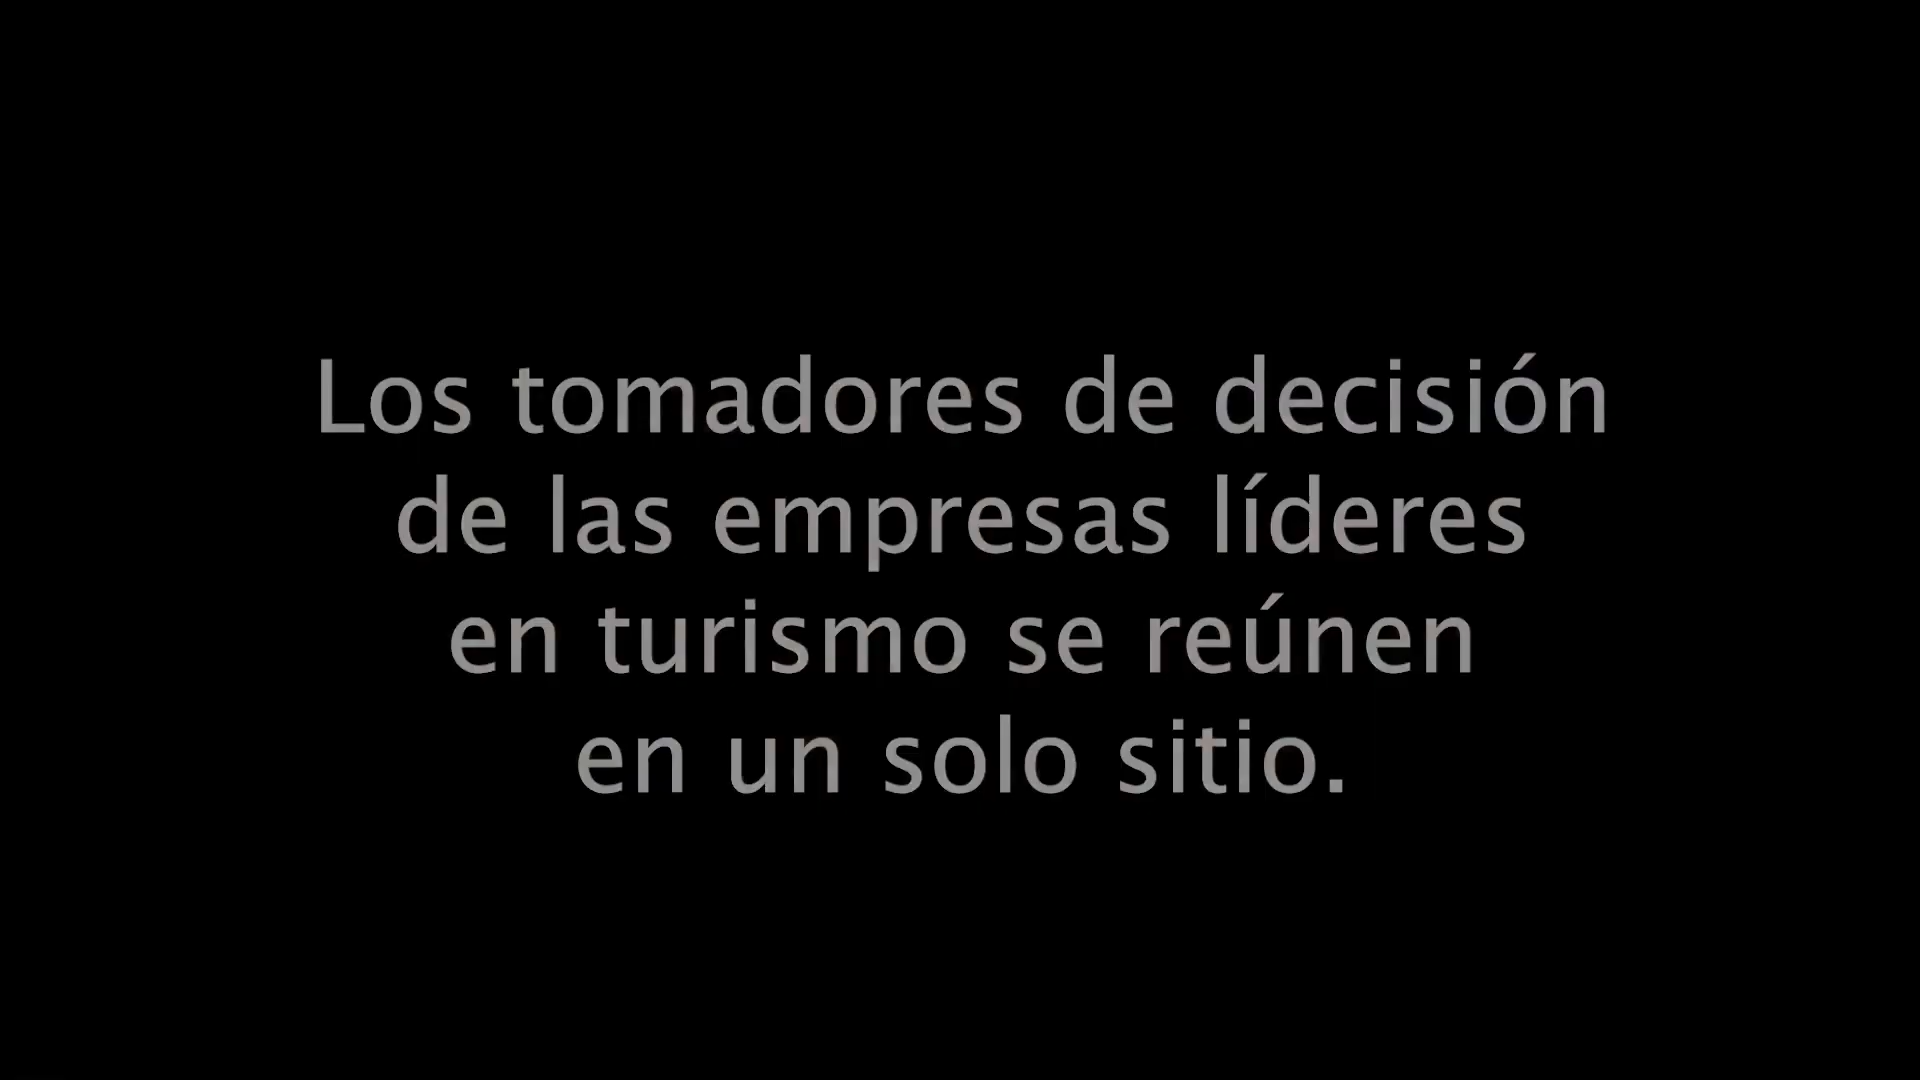 Los tomadores de decisión
de las empresas líderes
en turismo se reúnen
en un solo sitio.